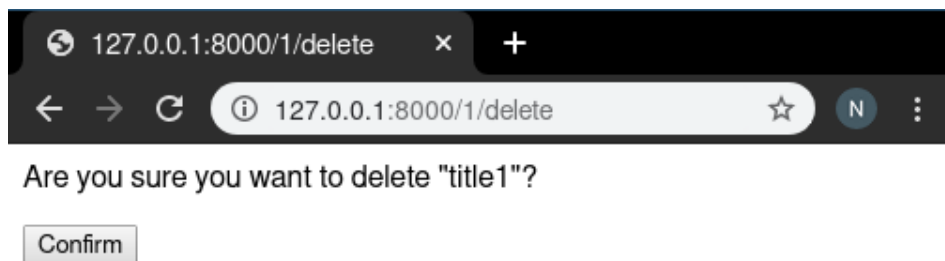 127.0.0.1:8000/1/delete
127.0.0.1:8000/1/delete N
Are you sure you want to delete "title1"?
Confirm